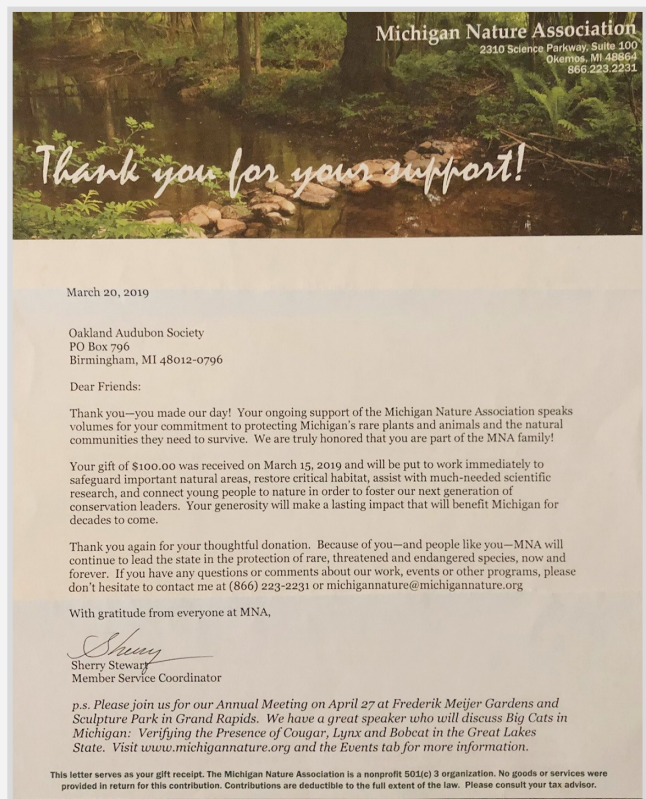 Michigan Nature Association
2310 Science Parkway, Suite 100
Okemos, MI 48864
866.223.2231
Thank you for your support!
March 20, 2019
Oakland Audubon Society
PO Box 796
Birmingham, MI 48012-0796
Dear Friends:
Thank you—you made our day! Your ongoing support of the Michigan Nature Association speaks
volumes for your commitment to protecting Michigan's rare plants and animals and the natural
communities they need to survive. We are truly honored that you are part of the MNA family!
Your gift of $100.00 was received on March 15, 2019 and will be put to work immediately to
safeguard important natural areas, restore critical habitat, assist with much-needed scientific
research, and connect young people to nature in order to foster our next generation of
conservation leaders. Your generosity will make a lasting impact that will benefit Michigan for
decades to come.
Thank you again for your thoughtful donation. Because of you—and people like you—MNA will
continue to lead the state in the protection of rare, threatened and endangered species, now and
forever. If you have any questions or comments about our work, events or other programs, please
don't hesitate to contact me at (866) 223-2231 or michigannature@michigannature.org
With gratitude from everyone at MNA,
Sherry
Sherry Stewart
Member Service Coordinator
p.s. Please join us for our Annual Meeting on April 27 at Frederik Meijer Gardens and
Sculpture Park in Grand Rapids. We have a great speaker who will discuss Big Cats in
Michigan: Verifying the Presence of Cougar, Lynx and Bobcat in the Great Lakes
State. Visit www.michigannature.org and the Events tab for more information.
This letter serves as your gift receipt. The Michigan Nature Association is a nonprofit 501(c) 3 organization. No goods or services were
provided in return for this contribution. Contributions are deductible to the full extent of the law. Please consult your tax advisor.